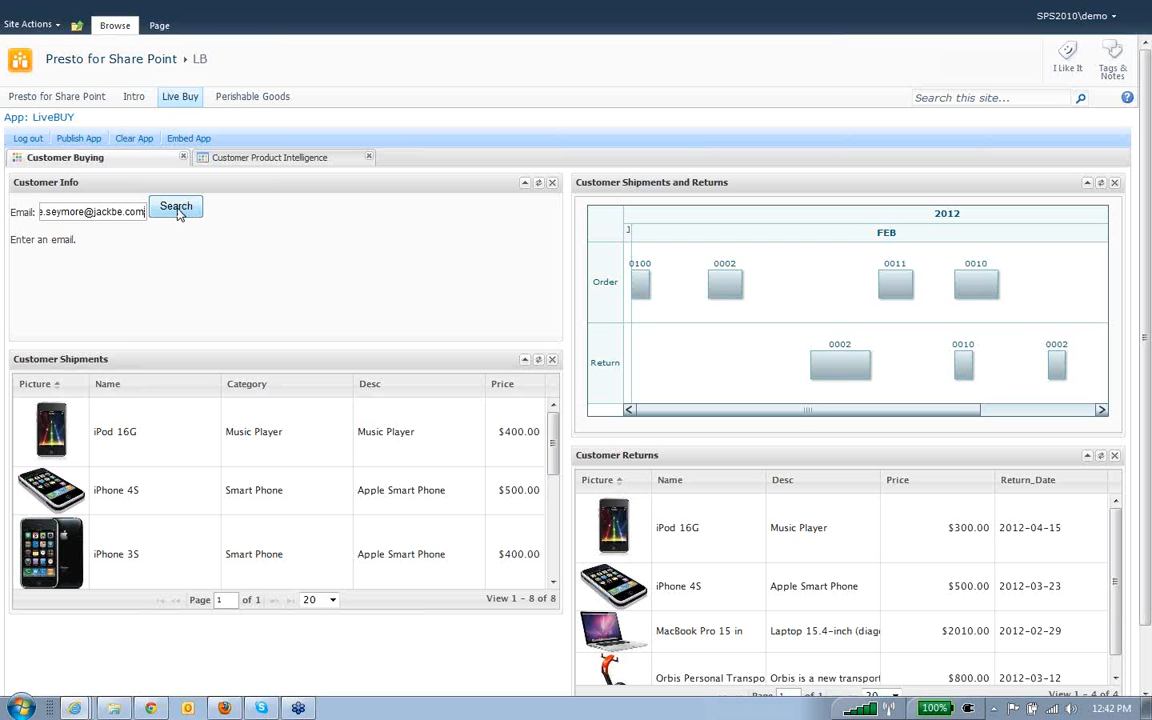 Site Actions
Browse
Page
SPS2010\demo
Presto for Share Point ▸ LB
I Like It
Tags & Notes
Presto for Share Point
Intro
Live Buy
Perishable Goods
Search this site...
App: LiveBUY
Log out
Publish App
Clear App
Embed App
Customer Buying
Customer Product Intelligence
Customer Info
Email:
e.seymore@jackbe.com
Search
Enter an email.
Customer Shipments and Returns
2012
J
FEB
Order
0100
0002
0011
0010
Return
0002
0010
0002
Customer Shipments
Picture
Name
Category
Desc
Price
iPod 16G
Music Player
Music Player
$400.00
iPhone 4S
Smart Phone
Apple Smart Phone
$500.00
iPhone 3S
Smart Phone
Apple Smart Phone
$400.00
Page 1 of 1
20
View 1 - 8 of 8
Customer Returns
Picture
Name
Desc
Price
Return_Date
iPod 16G
Music Player
$300.00
2012-04-15
iPhone 4S
Apple Smart Phone
$500.00
2012-03-23
MacBook Pro 15 in
Laptop 15.4-inch (diag
$2010.00
2012-02-29
Orbis Personal Transpo
Orbis is a new transport
$800.00
2012-03-12
Page 1 of 1
20
View 1 - 4 of 4
100%
12:42 PM